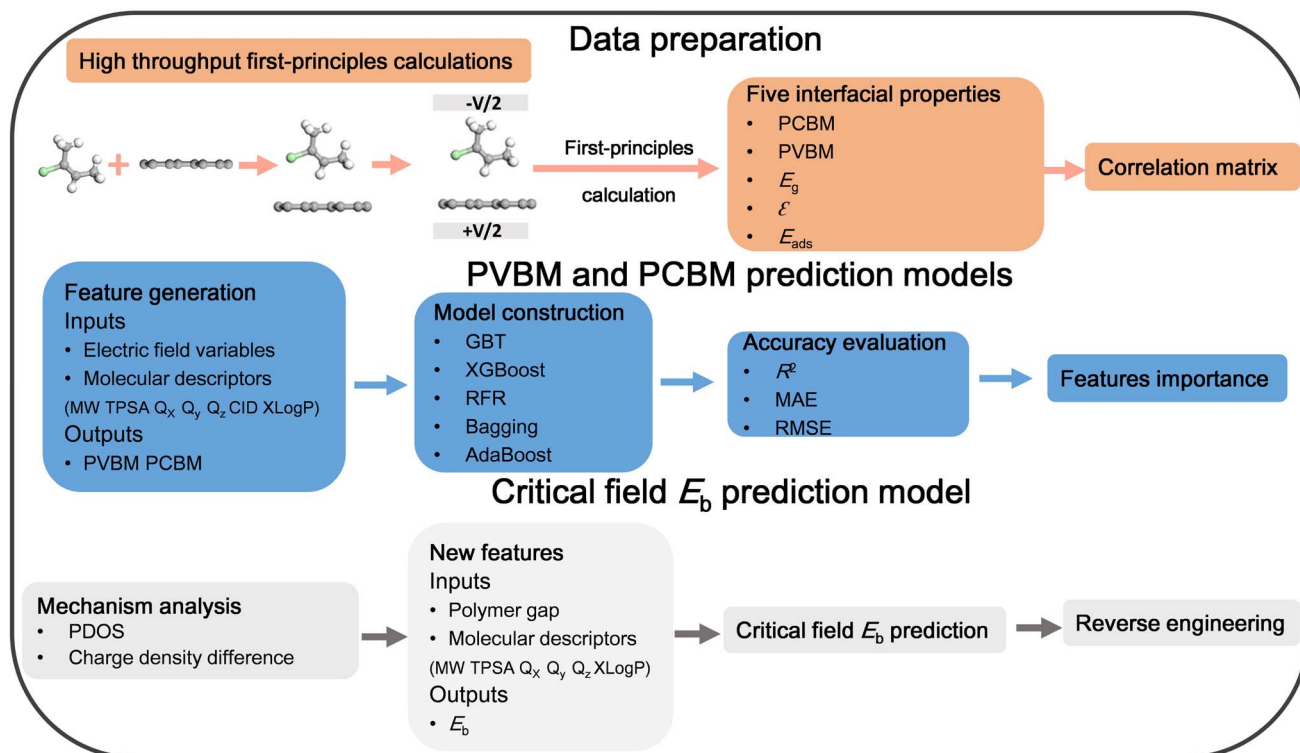 Data preparation
High throughput first-principles calculations
-V/2
+
+V/2
First-principles
calculation
Five interfacial properties
• PCBM
• PVBM
• Eg
• ε
• Eads
Correlation matrix
PVBM and PCBM prediction models
Feature generation
Inputs
• Electric field variables
• Molecular descriptors
(MW TPSA QX Qy Qz CID XLogP)
Outputs
• PVBM PCBM
Model construction
• GBT
• XGBoost
• RFR
• Bagging
• AdaBoost
Accuracy evaluation
• R²
• MAE
• RMSE
Features importance
Critical field Eb prediction model
Mechanism analysis
• PDOS
• Charge density difference
New features
Inputs
• Polymer gap
• Molecular descriptors
(MW TPSA QX Qy Qz XLogP)
Outputs
• Eb
Critical field Eb prediction
Reverse engineering